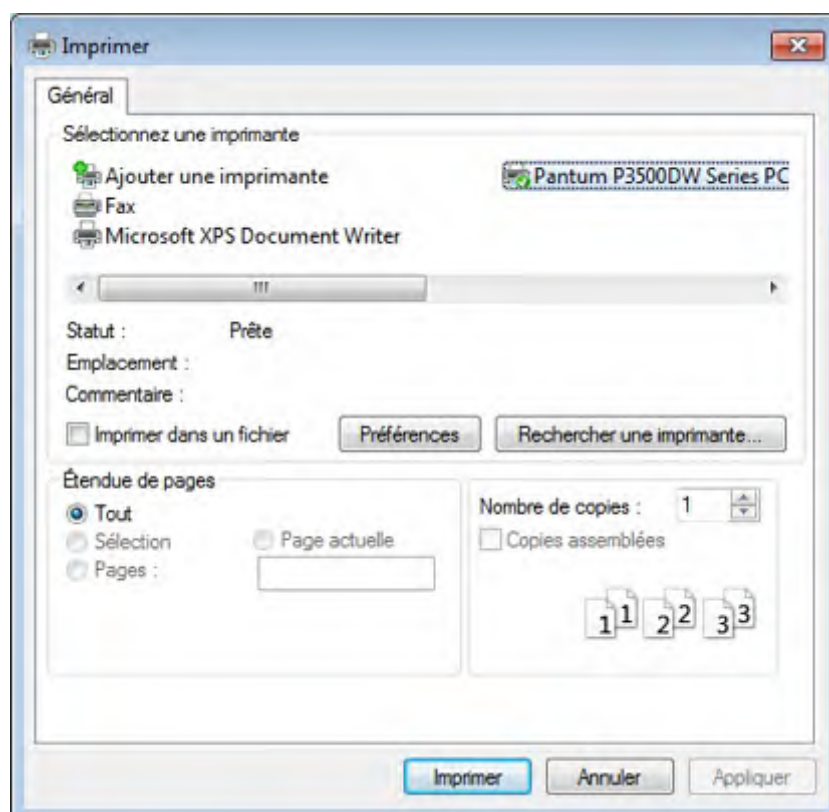 Imprimer
Général
Sélectionnez une imprimante
Ajouter une imprimante
Pantum P3500DW Series PC
Fax
Microsoft XPS Document Writer
Statut : Prête
Emplacement :
Commentaire :
Imprimer dans un fichier
Préférences
Rechercher une imprimante...
Étendue de pages
Tout
Sélection
Page actuelle
Pages :
Nombre de copies : 1
Copies assemblées
1 1 2 2 3 3
Imprimer
Annuler
Appliquer